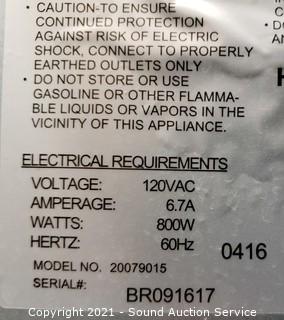 • CAUTION-TO ENSURE
CONTINUED PROTECTION
AGAINST RISK OF ELECTRIC
SHOCK, CONNECT TO PROPERLY
EARTHED OUTLETS ONLY
• DO NOT STORE OR USE
GASOLINE OR OTHER FLAMMA-
BLE LIQUIDS OR VAPORS IN THE
VICINITY OF THIS APPLIANCE.
ELECTRICAL REQUIREMENTS
VOLTAGE: 120VAC
AMPERAGE: 6.7A
WATTS: 800W
HERTZ: 60Hz
0416
MODEL NO. 20079015
SERIAL#:
BR091617
Copyright 2021 - Sound Auction Service